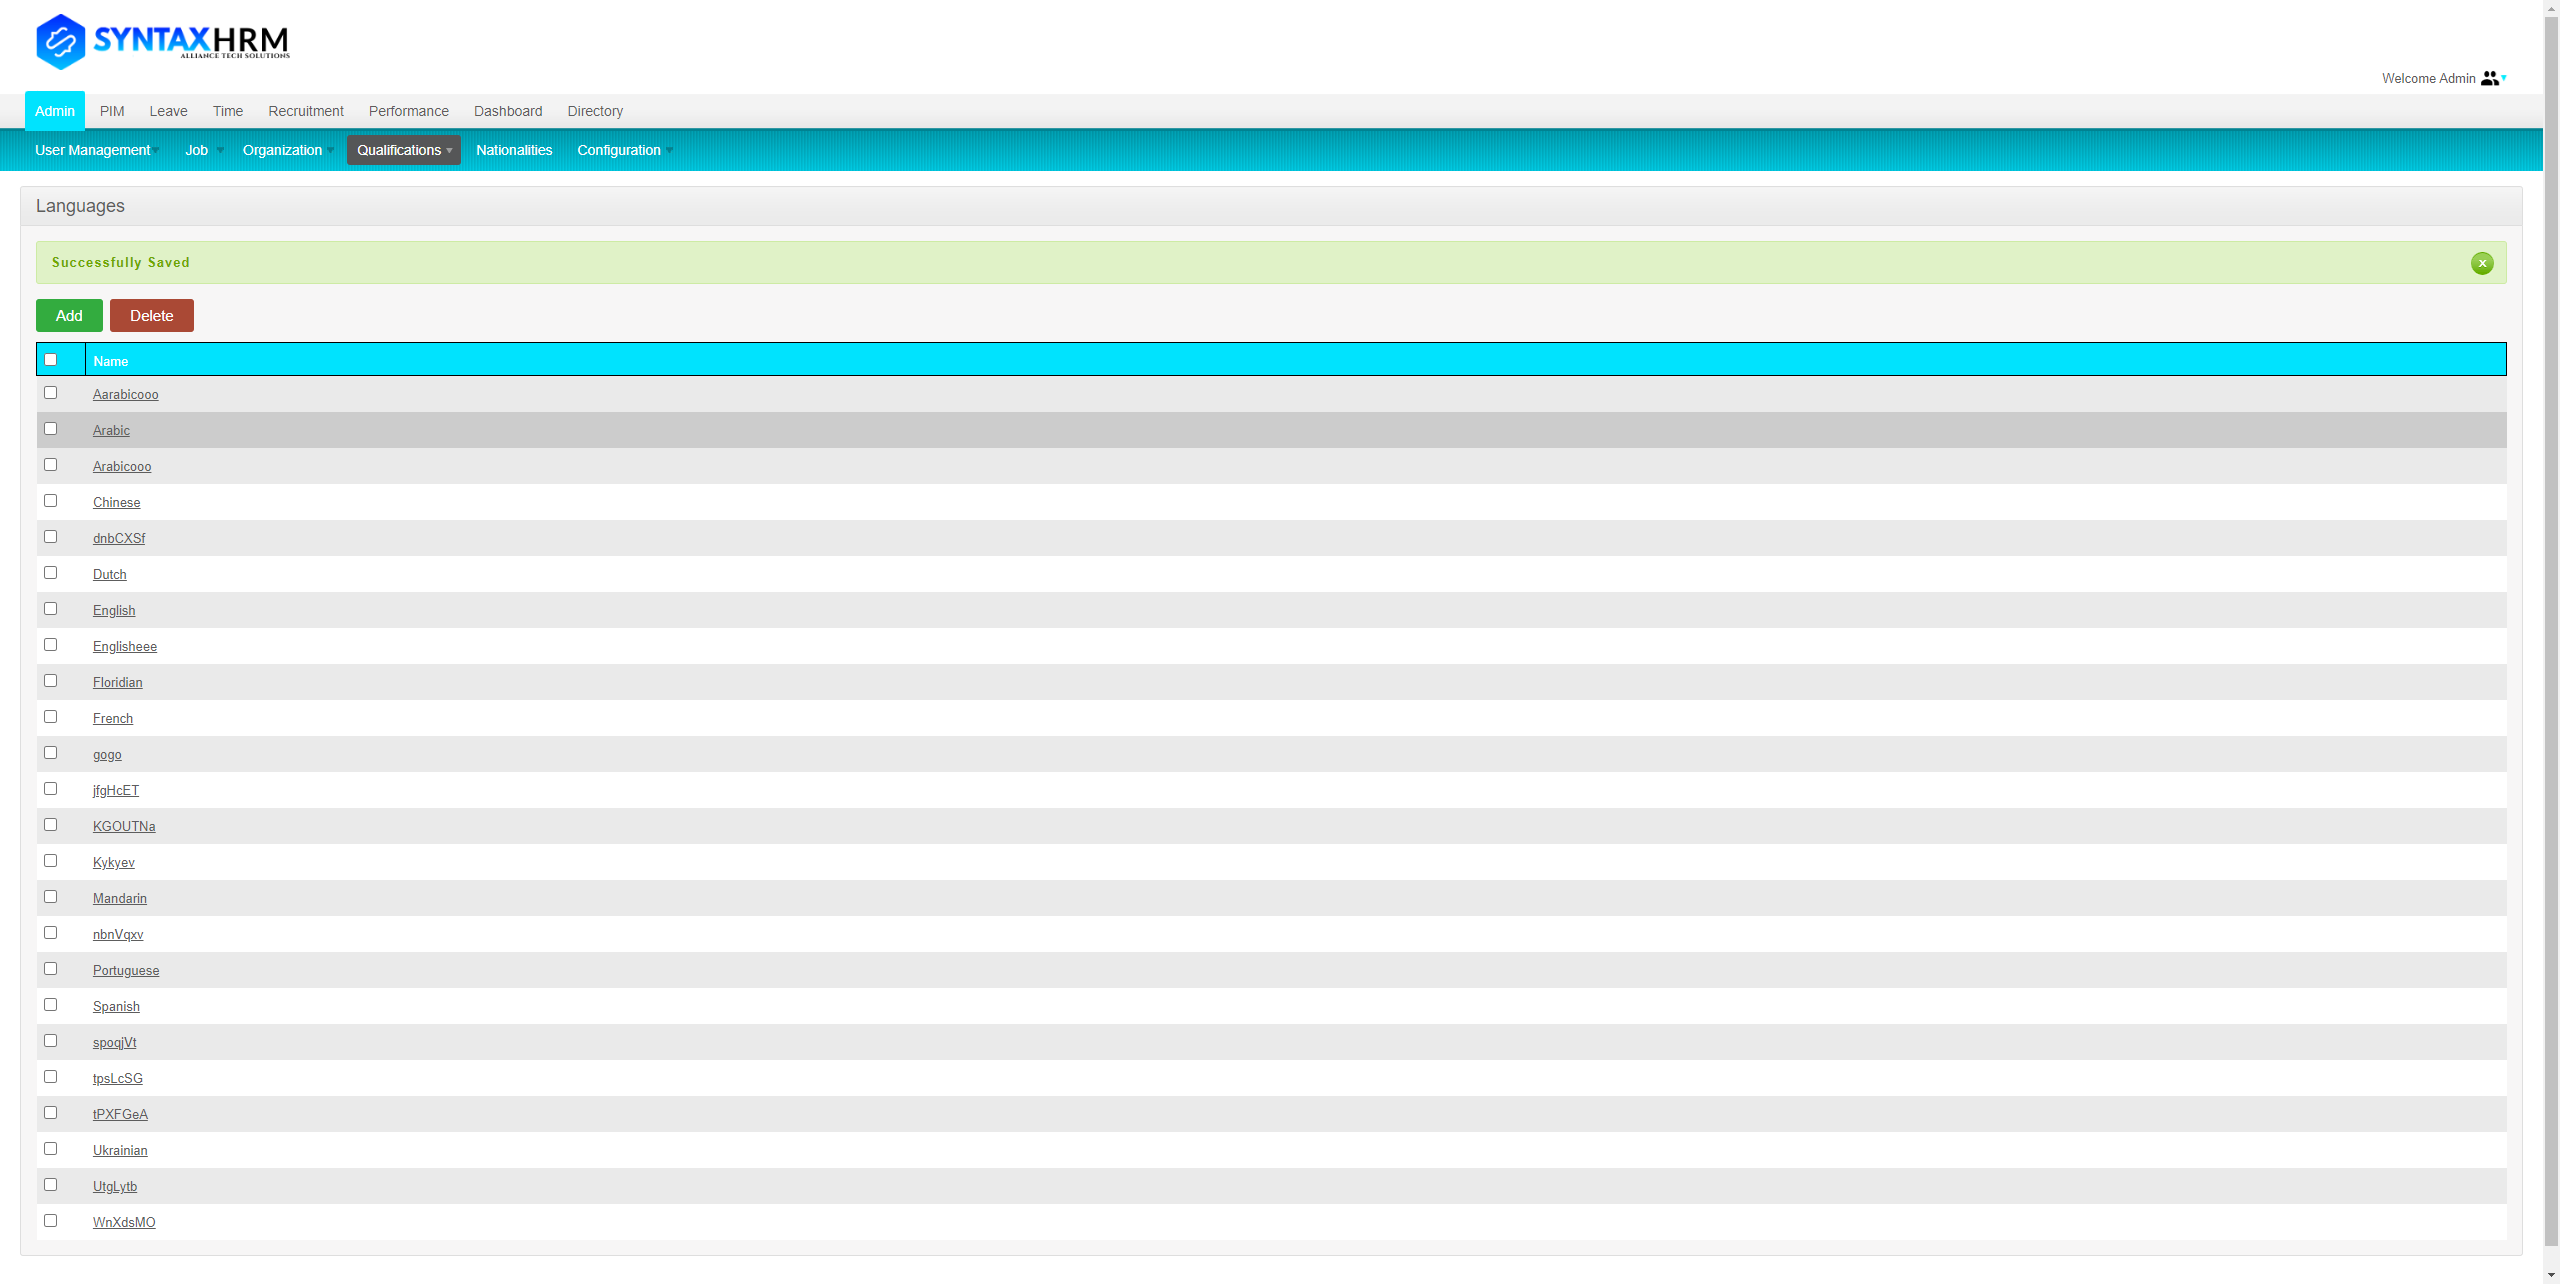 SYNTAXHRM
ALLIANCE TECH SOLUTIONS
Welcome Admin
Admin PIM Leave Time Recruitment Performance Dashboard Directory
User Management Job Organization Qualifications Nationalities Configuration
Languages
Successfully Saved x
Add Delete
Name
Aarabicooo
Arabic
Arabicooo
Chinese
dnbCXSf
Dutch
English
Englisheee
Floridian
French
gogo
jfgHcET
KGOUTNa
Kykyev
Mandarin
nbnVqxv
Portuguese
Spanish
spoqjVt
tpsLcSG
tPXFGeA
Ukrainian
UtgLytb
WnXdsMO